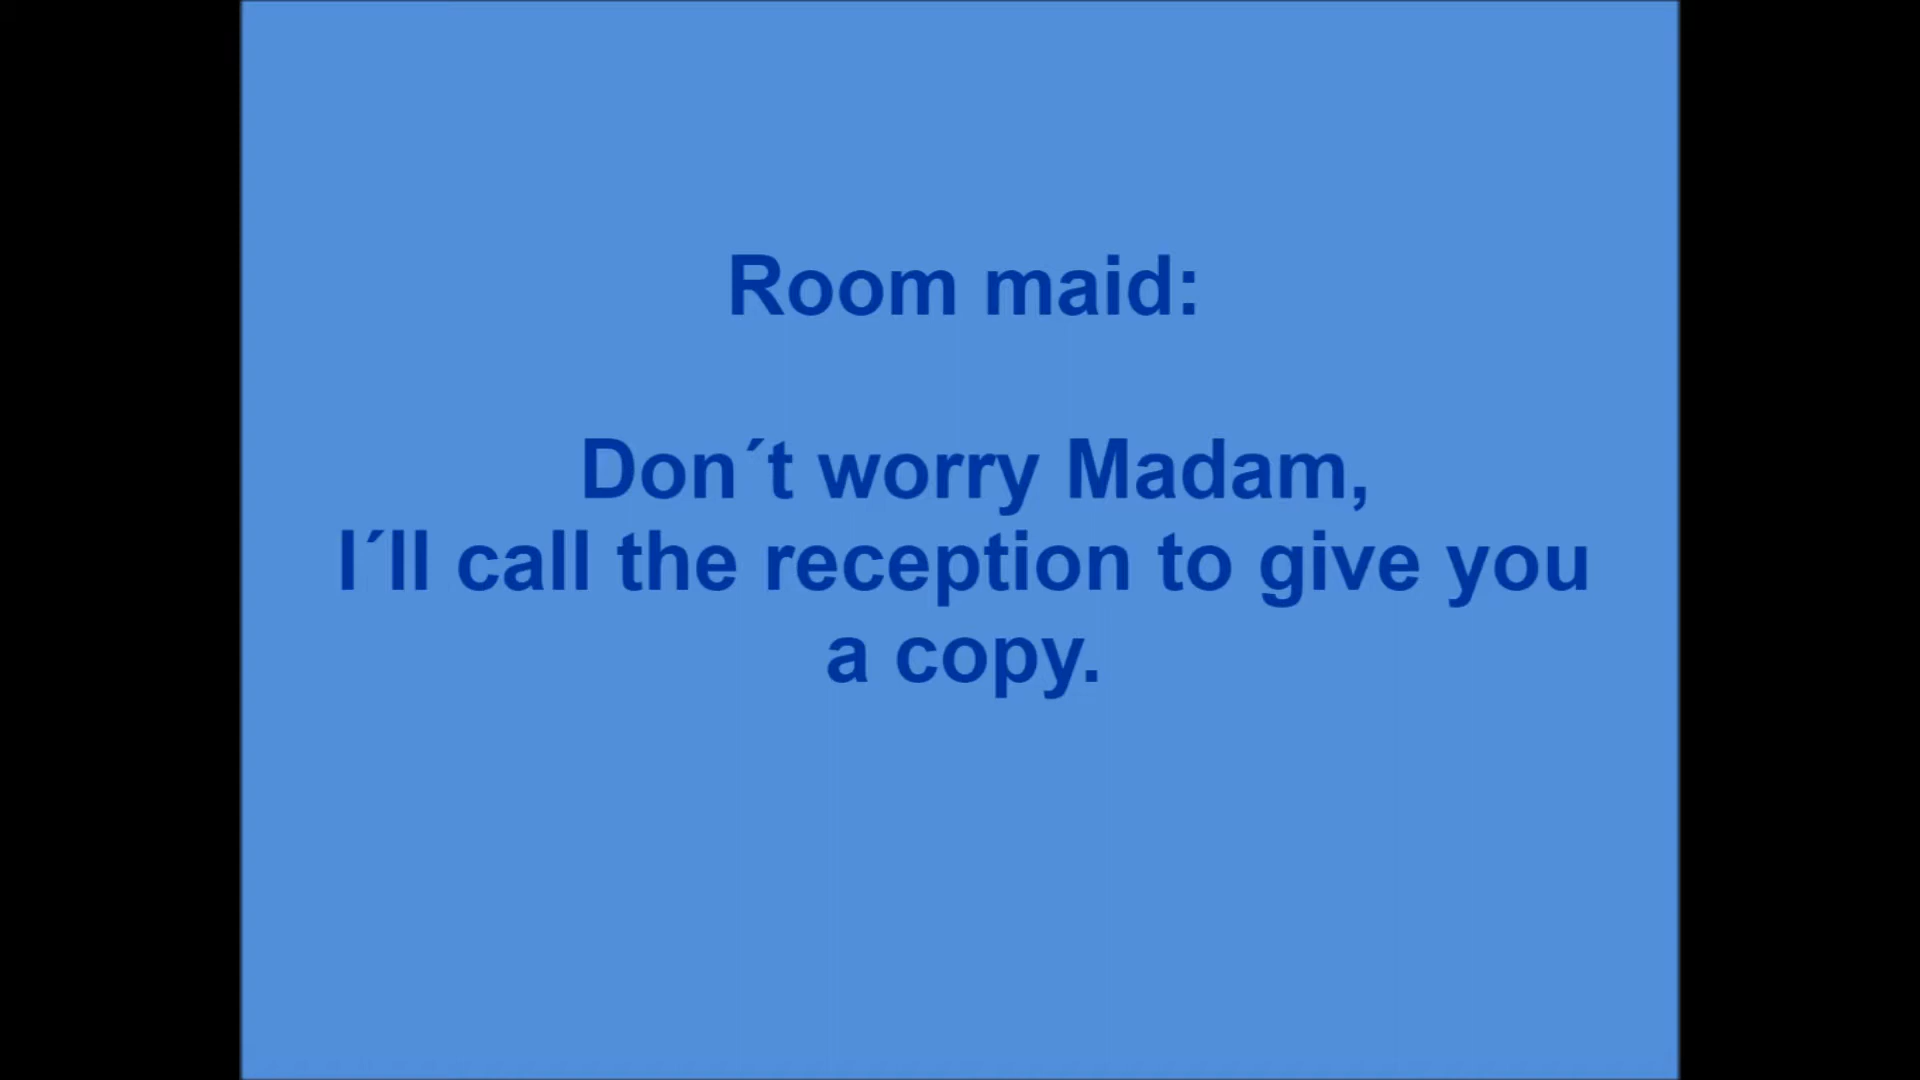 Room maid:
Don´t worry Madam,
I´ll call the reception to give you
a copy.